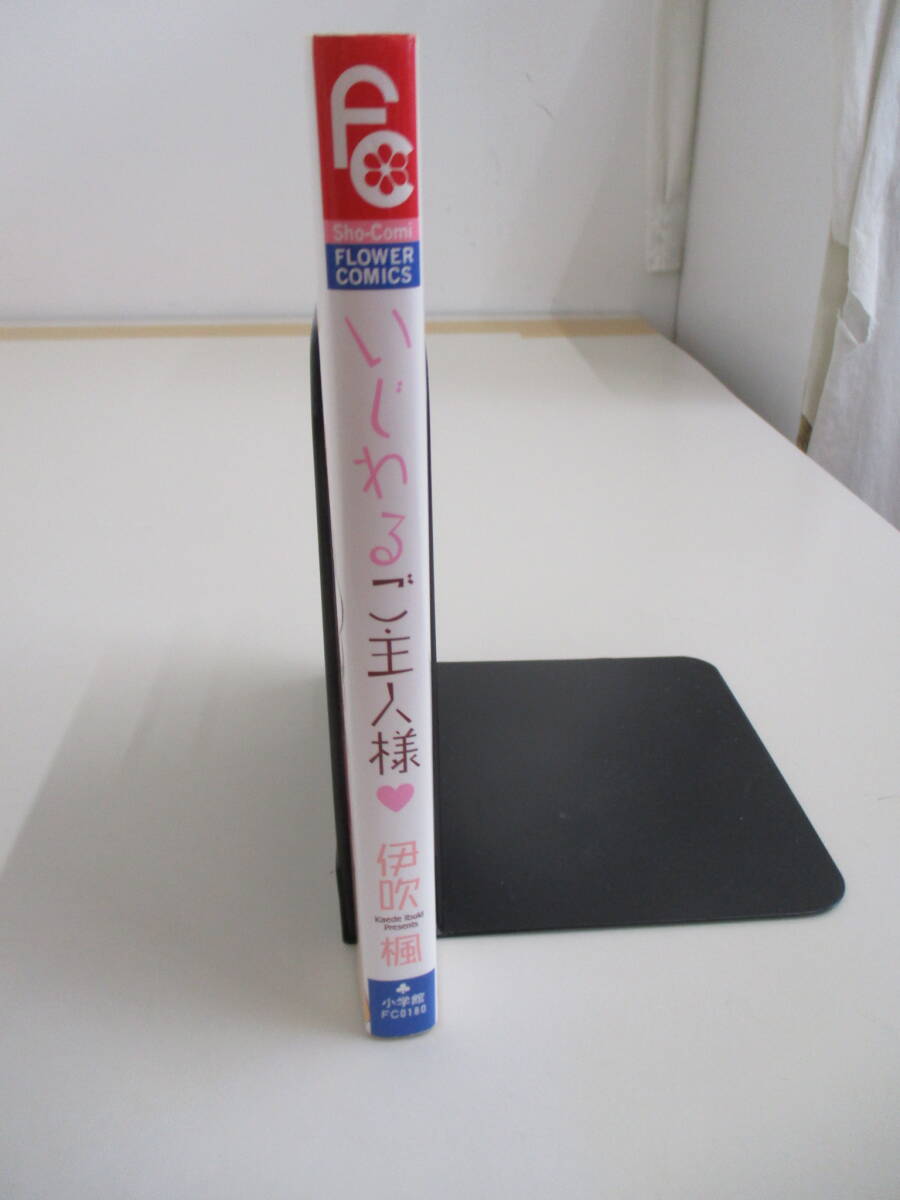 FC
Sho-Comi
FLOWER
COMICS
いじわるご主人様♥
伊吹
Kaede Ibuki
Presents
楓
小学館
FC0180